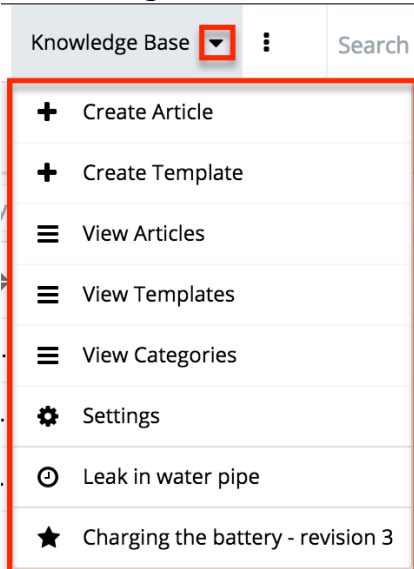 Knowledge Base
Search
Create Article
Create Template
View Articles
View Templates
View Categories
Settings
Leak in water pipe
Charging the battery - revision 3